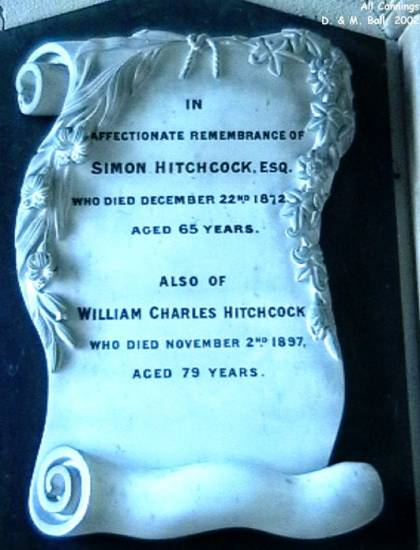 All Cannings
D. & M. Ball, 2002
IN
AFFECTIONATE REMEMBRANCE OF
SIMON HITCHCOCK, ESQ.
WHO DIED DECEMBER 22ND 1872,
AGED 65 YEARS.
ALSO OF
WILLIAM CHARLES HITCHCOCK
WHO DIED NOVEMBER 2ND 1897,
AGED 79 YEARS.